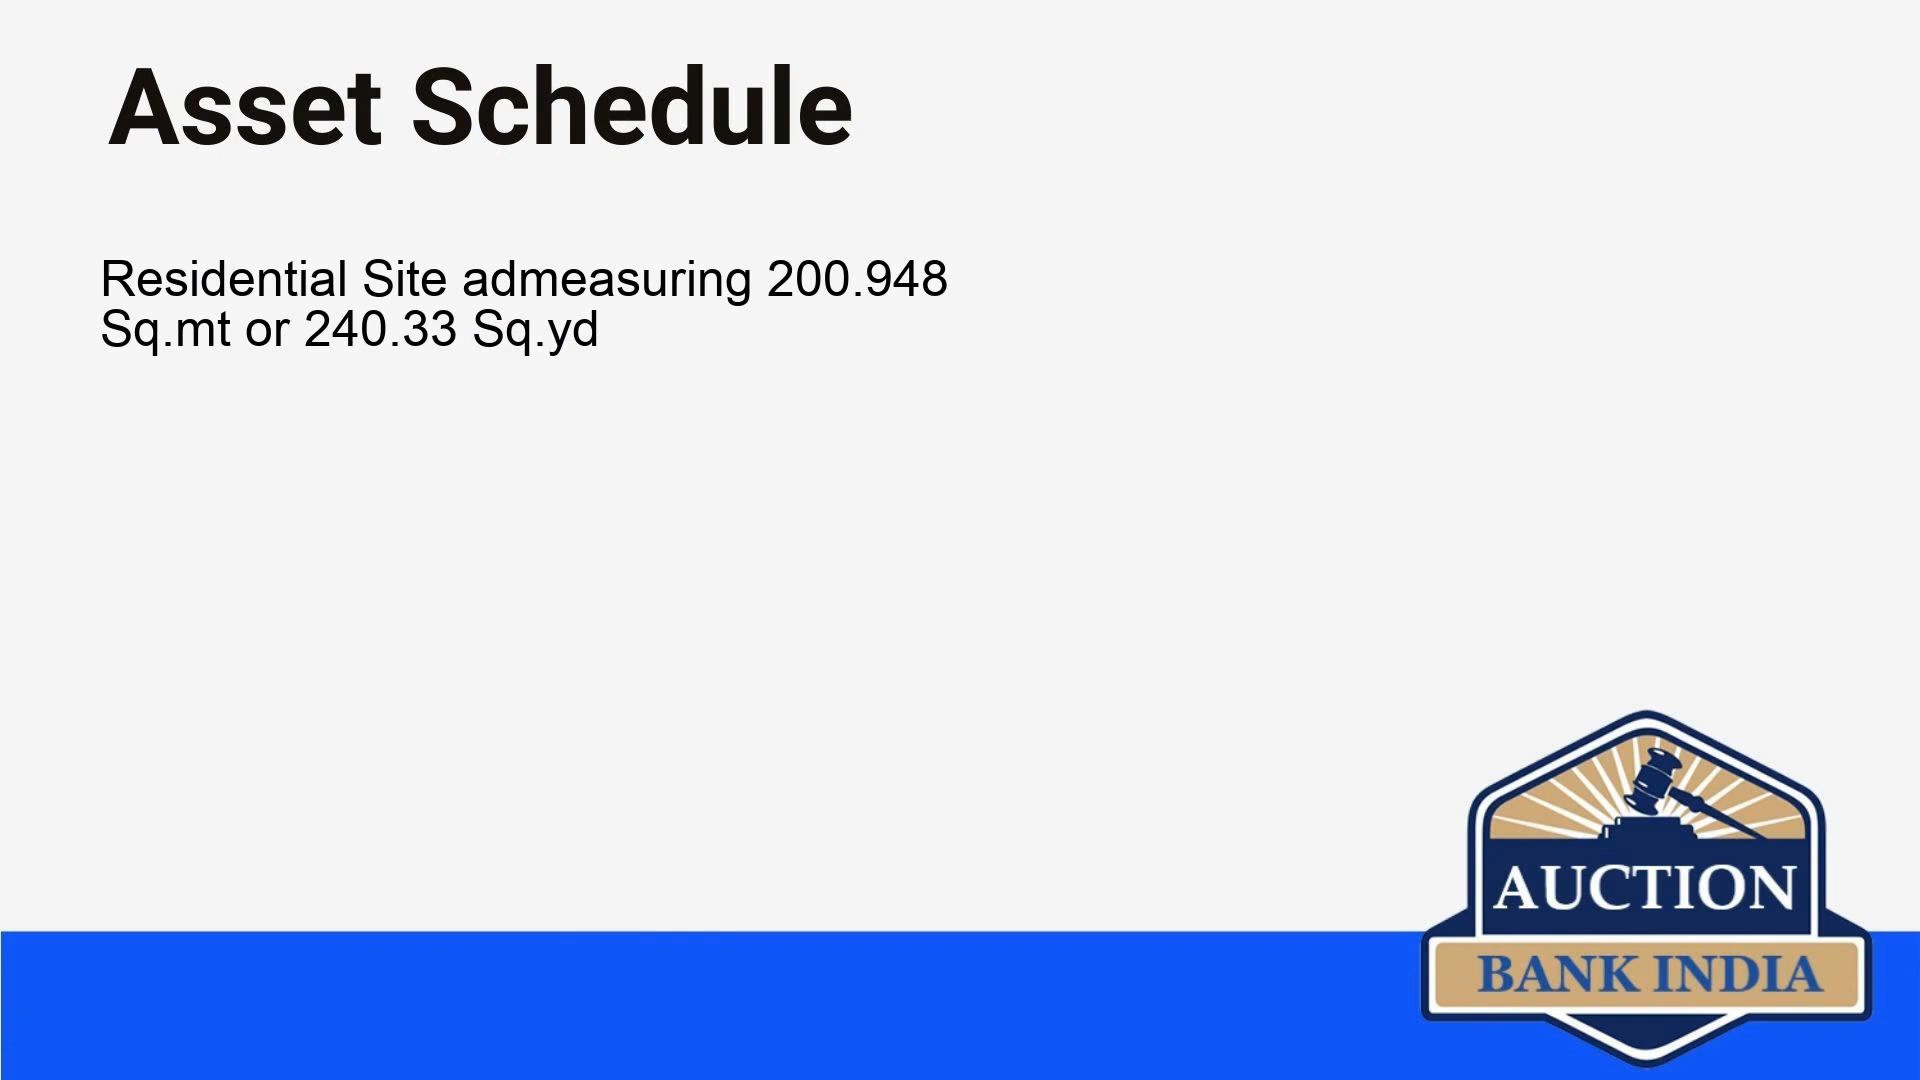 Asset Schedule
Residential Site admeasuring 200.948
Sq.mt or 240.33 Sq.yd
AUCTION
BANK INDIA